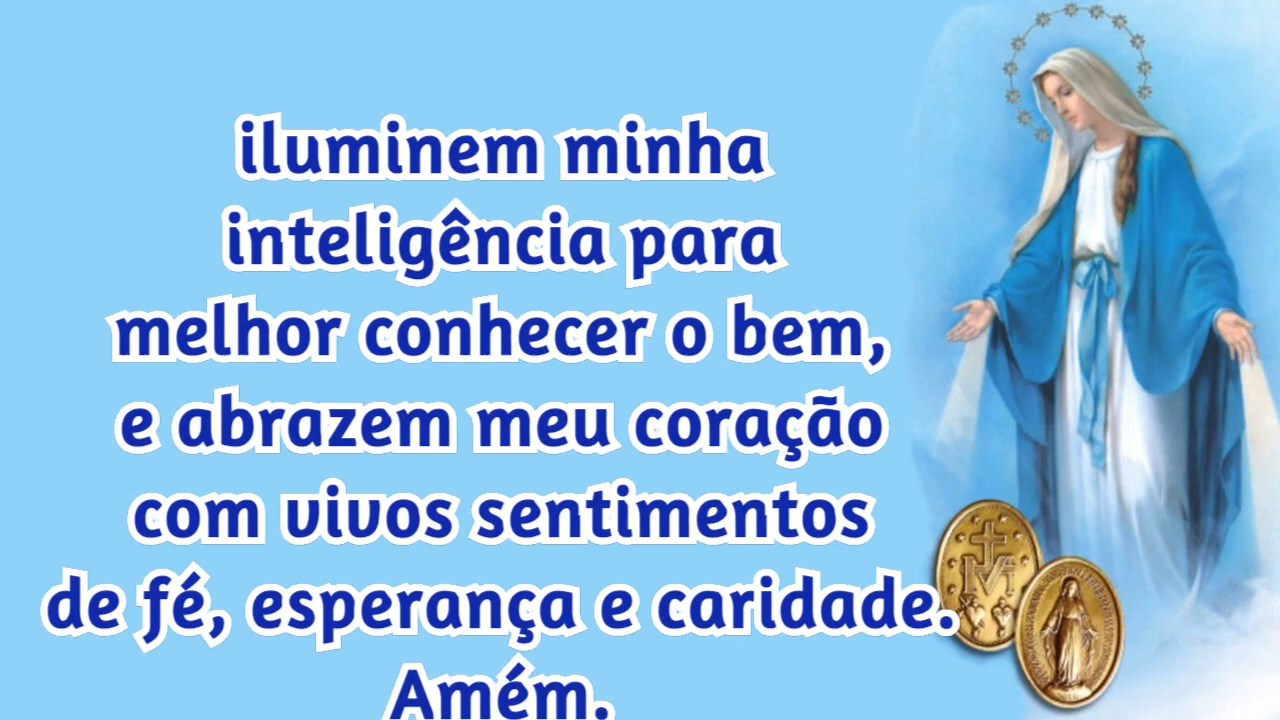 iluminem minha
inteligência para
melhor conhecer o bem,
e abrazem meu coração
com vivos sentimentos
de fé, esperança e caridade.
Amém.